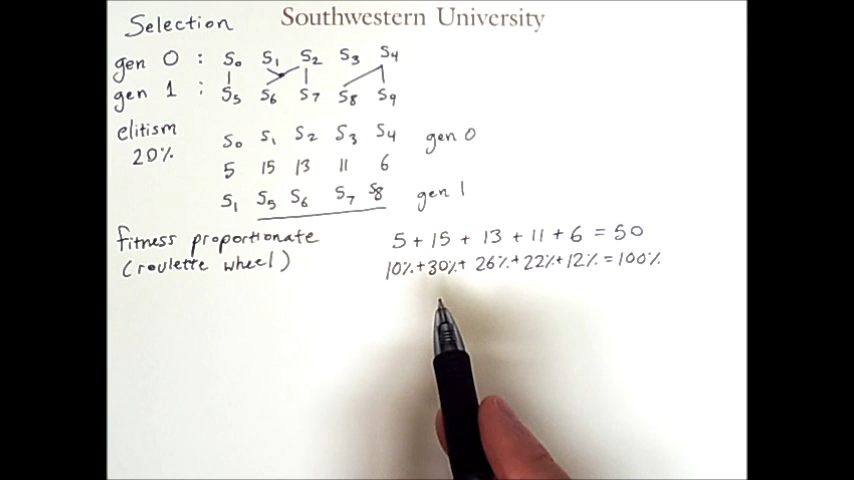 Selection Southwestern University
gen 0 : S₀ S₁ S₂ S₃ S₄
gen 1 : S₅ S₆ S₇ S₈ S₉
elitism
20%
S₀ S₁ S₂ S₃ S₄ gen 0
5 15 13 11 6
S₁ S₅ S₆ S₇ S₈ gen 1
fitness proportionate
(roulette wheel)
5 + 15 + 13 + 11 + 6 = 50
10% + 30% + 26% + 22% + 12% = 100%